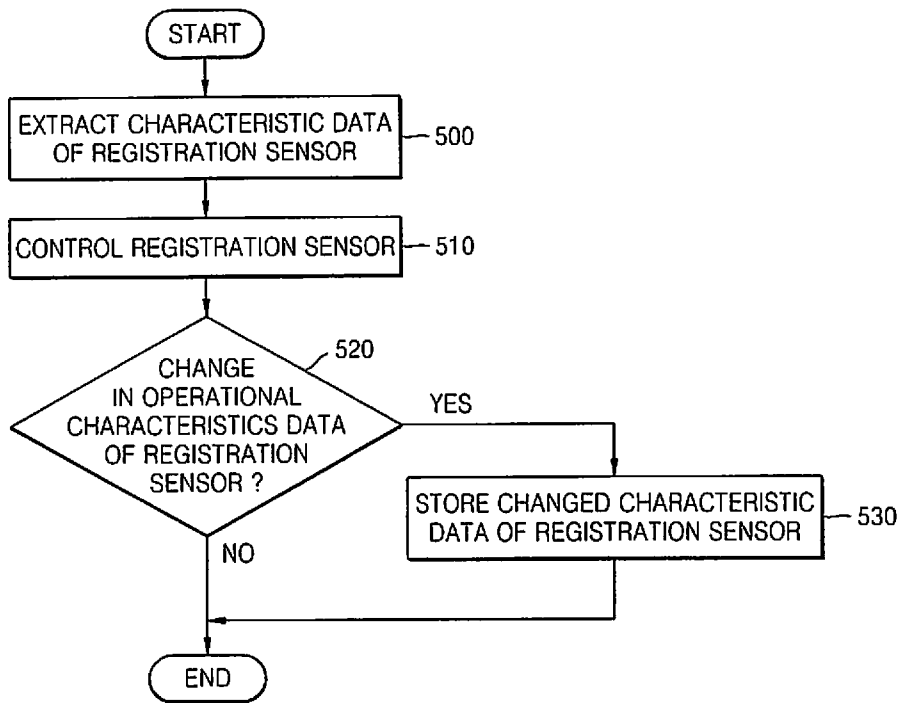 START
EXTRACT CHARACTERISTIC DATA
OF REGISTRATION SENSOR
500
CONTROL REGISTRATION SENSOR
510
520
CHANGE
IN OPERATIONAL
CHARACTERISTICS DATA
OF REGISTRATION
SENSOR ?
YES
STORE CHANGED CHARACTERISTIC
DATA OF REGISTRATION SENSOR
530
NO
END